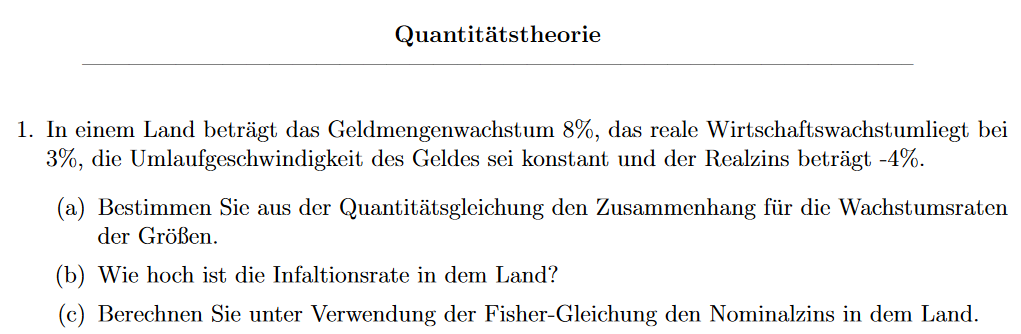 Quantitätstheorie
1. In einem Land beträgt das Geldmengenwachstum 8%, das reale Wirtschaftswachstumliegt bei
3%, die Umlaufgeschwindigkeit des Geldes sei konstant und der Realzins beträgt -4%.
(a) Bestimmen Sie aus der Quantitätsgleichung den Zusammenhang für die Wachstumsraten
der Größen.
(b) Wie hoch ist die Infaltionsrate in dem Land?
(c) Berechnen Sie unter Verwendung der Fisher-Gleichung den Nominalzins in dem Land.